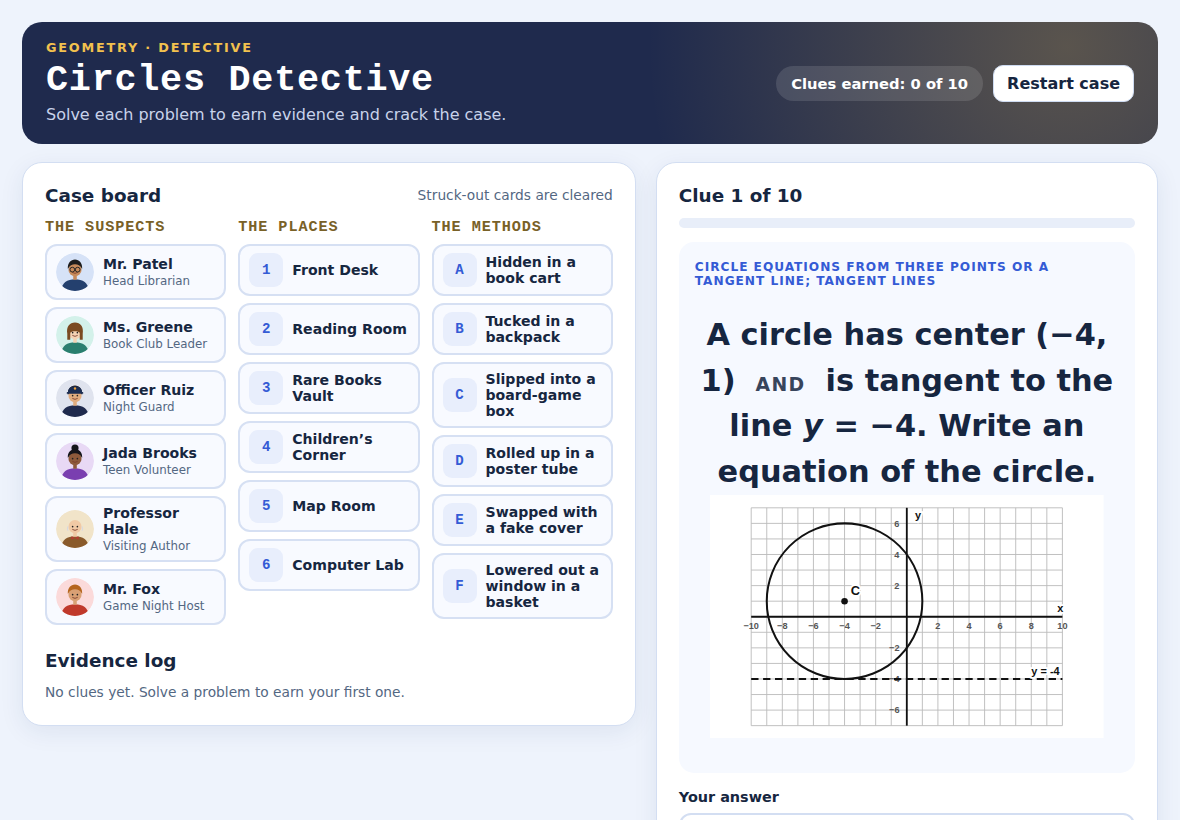 GEOMETRY · DETECTIVE
Circles Detective
Solve each problem to earn evidence and crack the case.
Clues earned: 0 of 10
Restart case
Case board
Struck-out cards are cleared
THE SUSPECTS
Mr. Patel
Head Librarian
Ms. Greene
Book Club Leader
Officer Ruiz
Night Guard
Jada Brooks
Teen Volunteer
Professor
Hale
Visiting Author
Mr. Fox
Game Night Host
THE PLACES
1 Front Desk
2 Reading Room
3 Rare Books
Vault
4 Children’s
Corner
5 Map Room
6 Computer Lab
THE METHODS
A Hidden in a
book cart
B Tucked in a
backpack
C Slipped into a
board-game
box
D Rolled up in a
poster tube
E Swapped with
a fake cover
F Lowered out a
window in a
basket
Evidence log
No clues yet. Solve a problem to earn your first one.
Clue 1 of 10
CIRCLE EQUATIONS FROM THREE POINTS OR A
TANGENT LINE; TANGENT LINES
A circle has center (−4,
1) AND is tangent to the
line y = −4. Write an
equation of the circle.
y
6
4
C
2
x
−10 −8 −6 −4 −2 2 4 6 8 10
−2
y = -4
−4
−6
Your answer